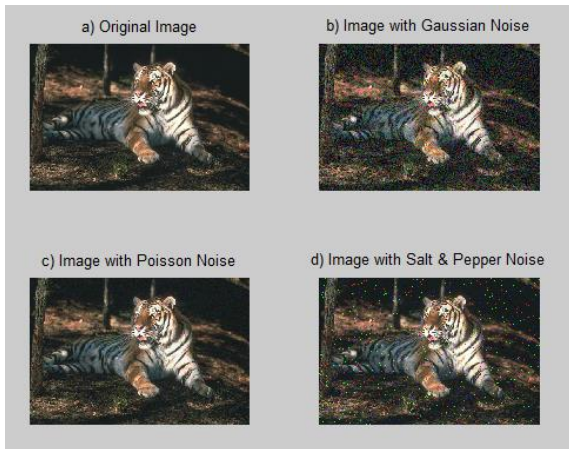 a) Original Image
b) Image with Gaussian Noise
c) Image with Poisson Noise
d) Image with Salt & Pepper Noise